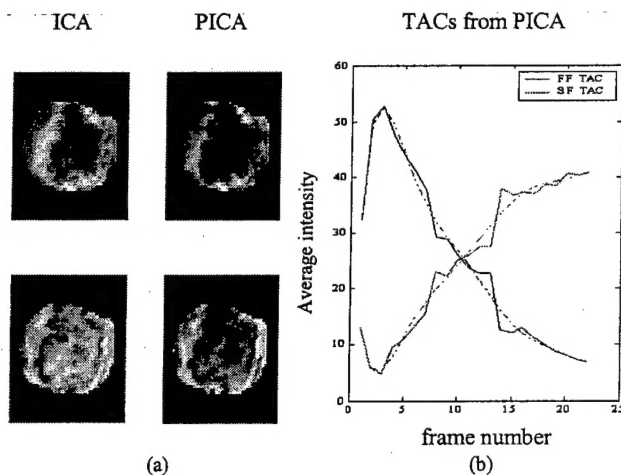 ICA PICA TACs from PICA
60
50
40
30
20
10
0
FF TAC
SF TAC
Average intensity
0 5 10 15 20 25
frame number
(a) (b)